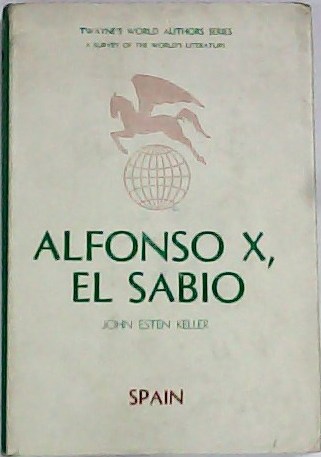 TWAYNE'S WORLD AUTHORS SERIES
A SURVEY OF THE WORLD'S LITERATURE
ALFONSO X,
EL SABIO
JOHN ESTEN KELLER
SPAIN